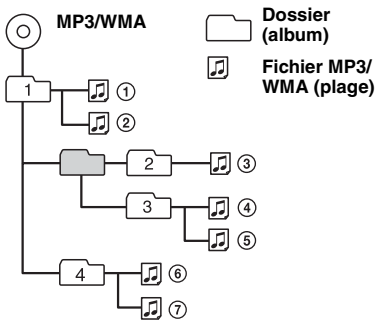 MP3/WMA
Dossier
(album)
Fichier MP3/
WMA (plage)
1
①
②
2
③
3
④
⑤
4
⑥
⑦